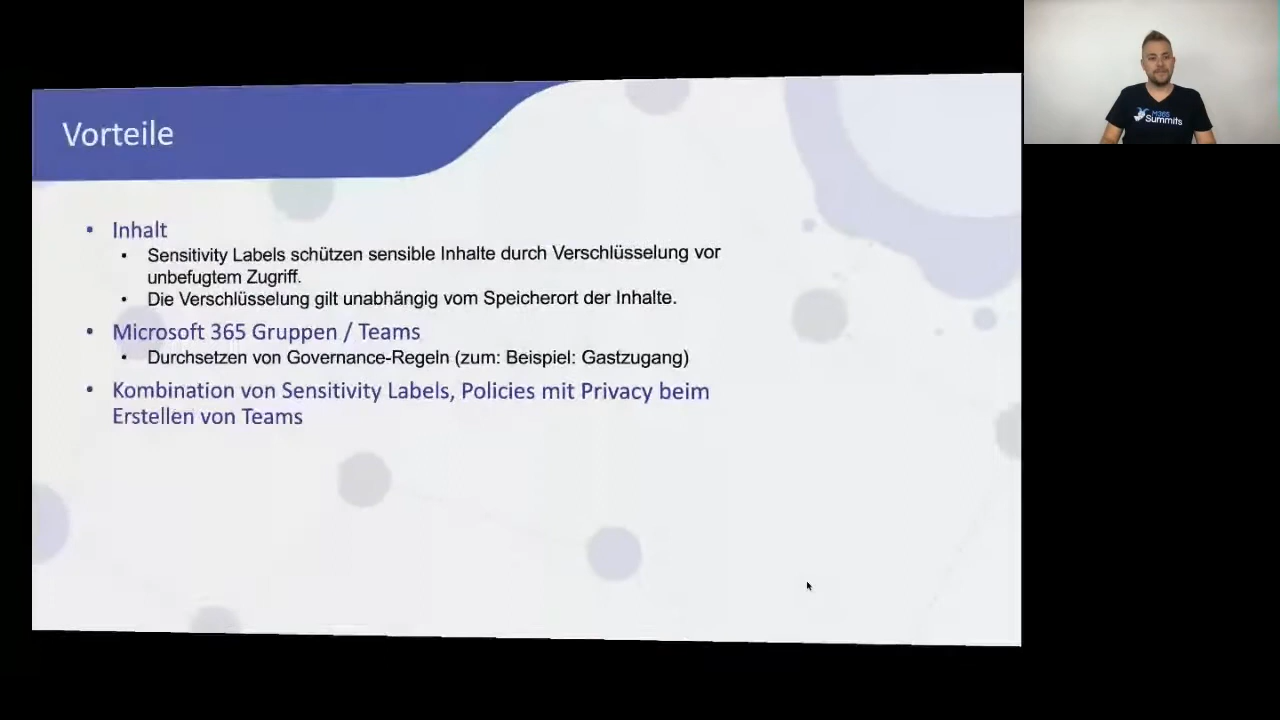 Vorteile
• Inhalt
• Sensitivity Labels schützen sensible Inhalte durch Verschlüsselung vor
unbefugtem Zugriff.
• Die Verschlüsselung gilt unabhängig vom Speicherort der Inhalte.
• Microsoft 365 Gruppen / Teams
• Durchsetzen von Governance-Regeln (zum: Beispiel: Gastzugang)
• Kombination von Sensitivity Labels, Policies mit Privacy beim
Erstellen von Teams
M365
Summits